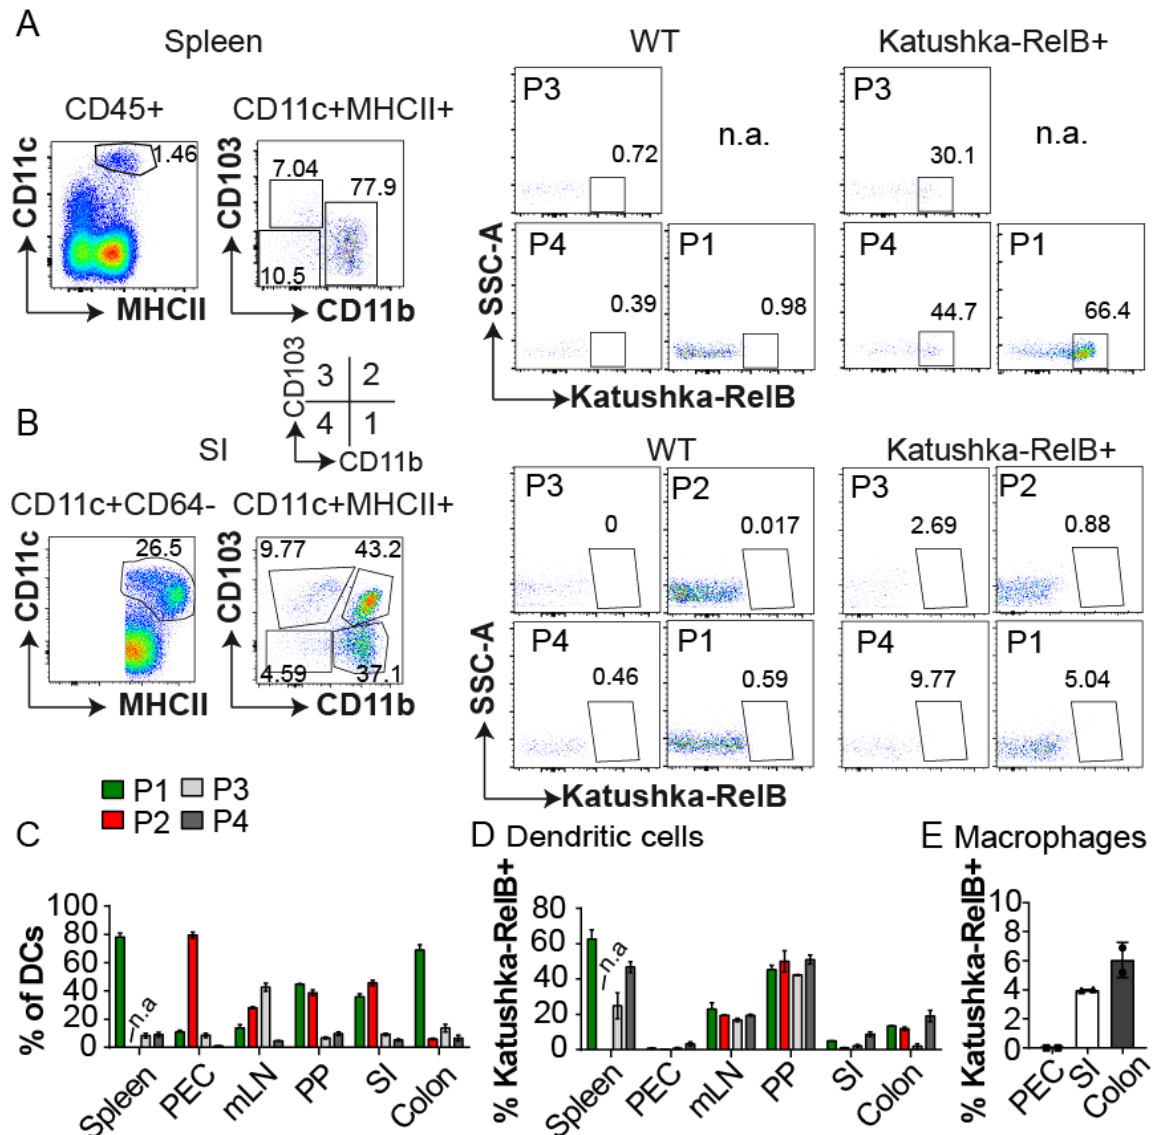 A
Spleen
WT
Katushka-RelB+
CD45+
CD11c+MHCII+
CD11c
1.46
MHCII
CD103
7.04
77.9
10.5
CD11b
P3
0.72
n.a.
P4
0.39
P1
0.98
SSC-A
Katushka-RelB
P3
30.1
n.a.
P4
44.7
P1
66.4
CD103
3
2
4
1
CD11b
B
SI
WT
Katushka-RelB+
CD11c+CD64-
CD11c+MHCII+
CD11c
26.5
MHCII
CD103
9.77
43.2
4.59
37.1
CD11b
P3
0
P2
0.017
P4
0.46
P1
0.59
SSC-A
Katushka-RelB
P3
2.69
P2
0.88
P4
9.77
P1
5.04
P1
P3
P2
P4
C
% of DCs
100
80
60
40
20
0
n.a
Spleen
PEC
mLN
PP
SI
Colon
D Dendritic cells
% Katushka-RelB+
80
60
40
20
0
n.a
Spleen
PEC
mLN
PP
SI
Colon
E Macrophages
% Katushka-RelB+
10
8
6
4
2
0
PEC
SI
Colon